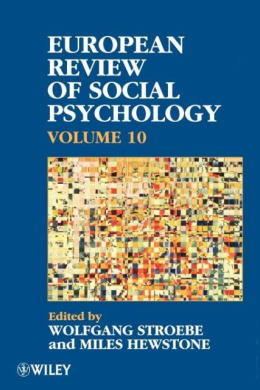 EUROPEAN
REVIEW
OF SOCIAL
PSYCHOLOGY
VOLUME 10
Edited by
WOLFGANG STROEBE
and MILES HEWSTONE
WILEY